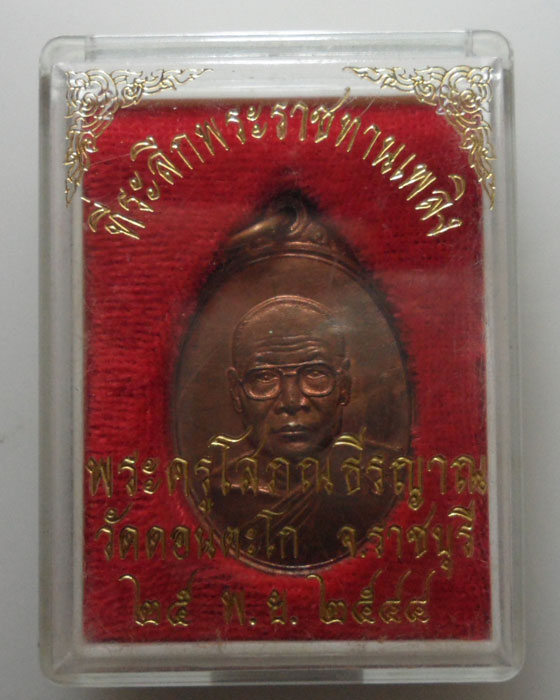 ที่ระลึกพระราชทานเพลิง
พระครูโสภณธีรญาณ
วัดดอนตะโก จ.ราชบุรี
๒๕ พ.ย. ๒๕๔๔